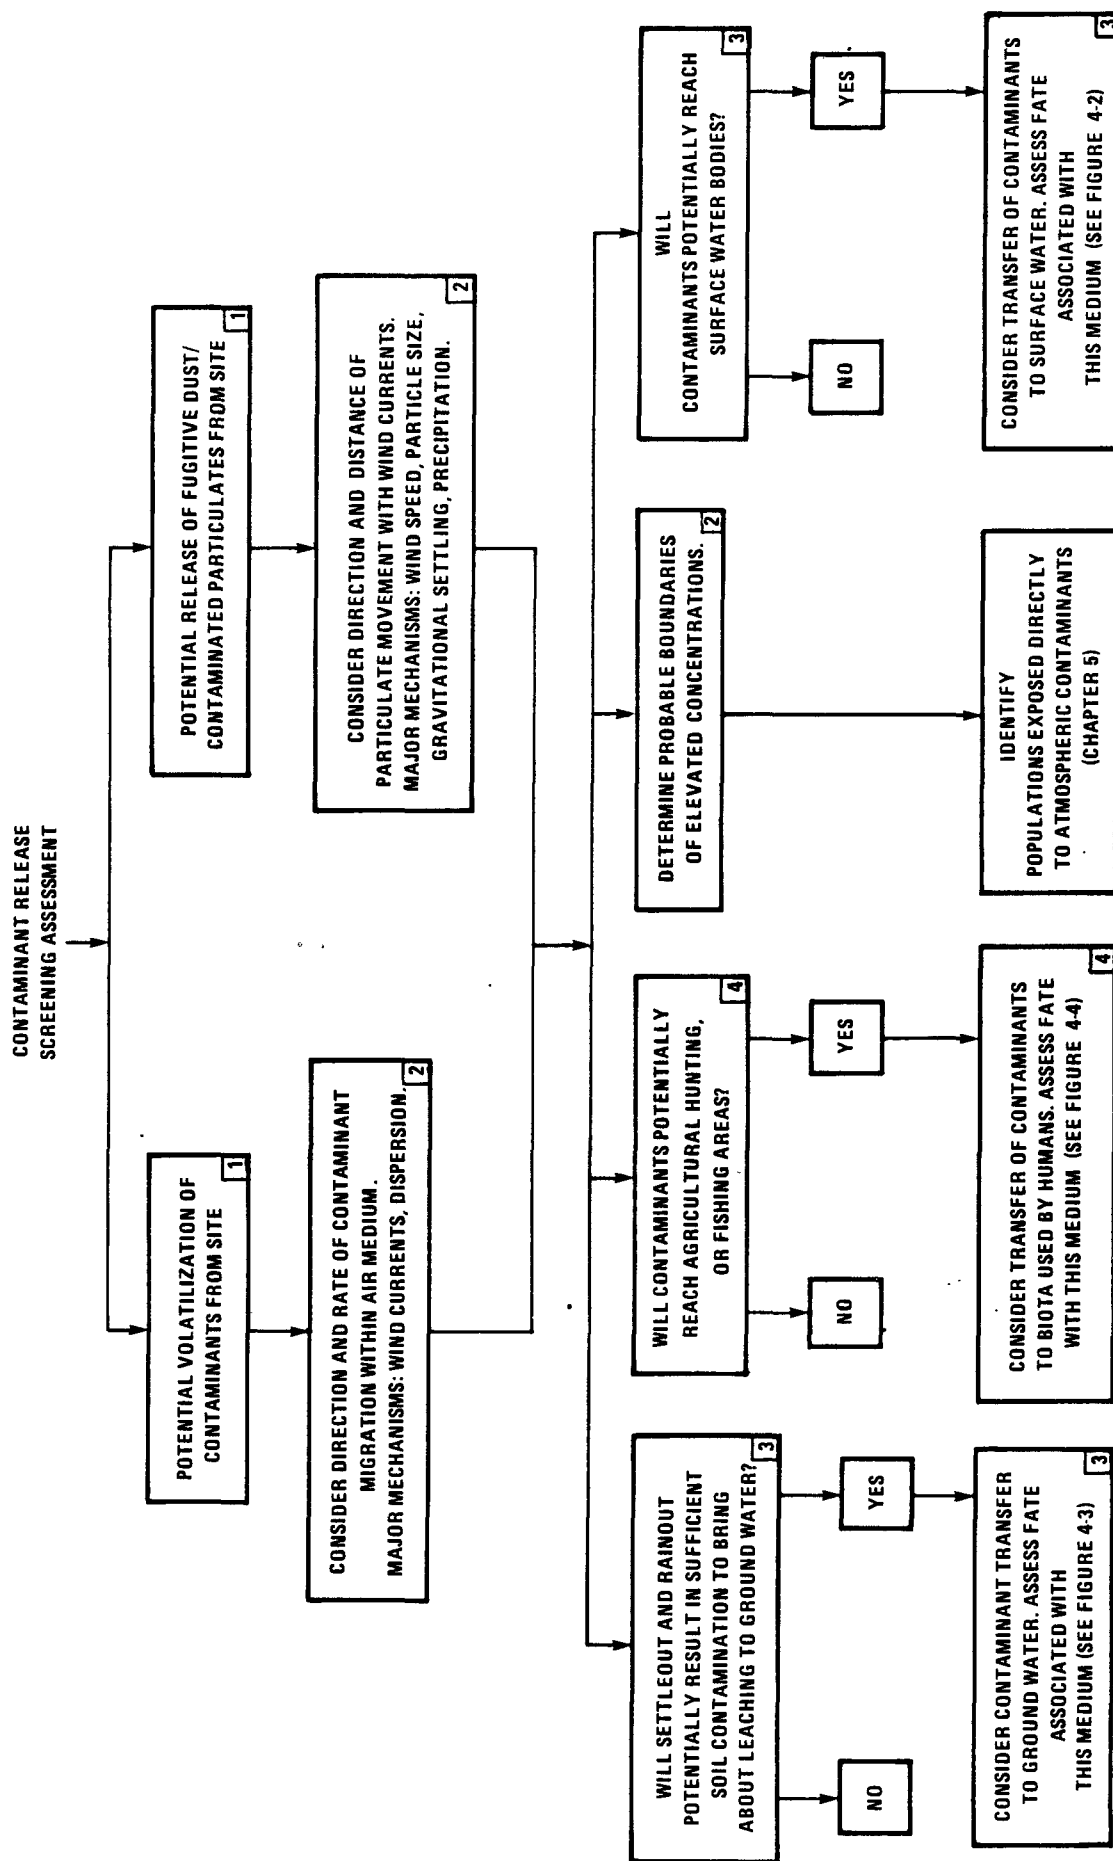 CONTAMINANT RELEASE
SCREENING ASSESSMENT
POTENTIAL VOLATILIZATION OF
CONTAMINANTS FROM SITE
1
POTENTIAL RELEASE OF FUGITIVE DUST/
CONTAMINATED PARTICULATES FROM SITE
1
CONSIDER DIRECTION AND RATE OF CONTAMINANT
MIGRATION WITHIN AIR MEDIUM.
MAJOR MECHANISMS: WIND CURRENTS, DISPERSION.
2
CONSIDER DIRECTION AND DISTANCE OF
PARTICULATE MOVEMENT WITH WIND CURRENTS.
MAJOR MECHANISMS: WIND SPEED, PARTICLE SIZE,
GRAVITATIONAL SETTLING, PRECIPITATION.
2
WILL SETTLEOUT AND RAINOUT
POTENTIALLY RESULT IN SUFFICIENT
SOIL CONTAMINATION TO BRING
ABOUT LEACHING TO GROUND WATER?
3
WILL CONTAMINANTS POTENTIALLY
REACH AGRICULTURAL HUNTING,
OR FISHING AREAS?
4
DETERMINE PROBABLE BOUNDARIES
OF ELEVATED CONCENTRATIONS.
2
WILL
CONTAMINANTS POTENTIALLY REACH
SURFACE WATER BODIES?
3
NO
YES
NO
YES
NO
YES
CONSIDER CONTAMINANT TRANSFER
TO GROUND WATER. ASSESS FATE
ASSOCIATED WITH
THIS MEDIUM (SEE FIGURE 4-3)
3
CONSIDER TRANSFER OF CONTAMINANTS
TO BIOTA USED BY HUMANS. ASSESS FATE
WITH THIS MEDIUM (SEE FIGURE 4-4)
4
IDENTIFY
POPULATIONS EXPOSED DIRECTLY
TO ATMOSPHERIC CONTAMINANTS
(CHAPTER 5)
CONSIDER TRANSFER OF CONTAMINANTS
TO SURFACE WATER. ASSESS FATE
ASSOCIATED WITH
THIS MEDIUM (SEE FIGURE 4-2)
3